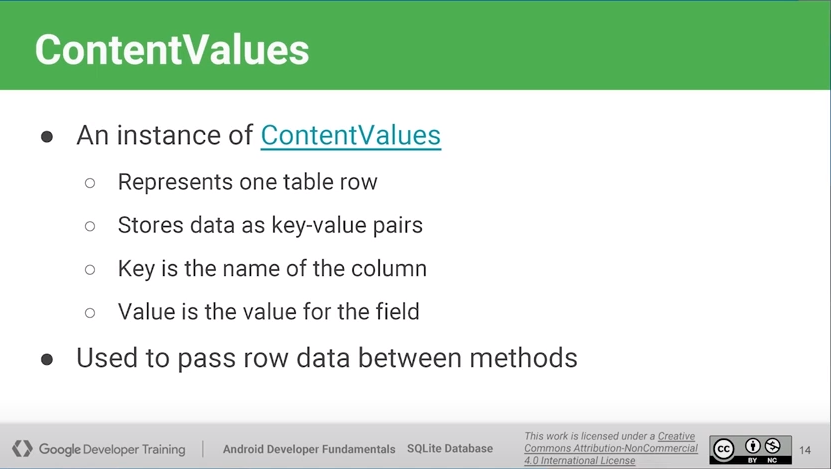 ContentValues
● An instance of ContentValues
○ Represents one table row
○ Stores data as key-value pairs
○ Key is the name of the column
○ Value is the value for the field
● Used to pass row data between methods
Google Developer Training
Android Developer Fundamentals
SQLite Database
This work is licensed under a Creative
Commons Attribution-NonCommercial
4.0 International License
cc
BY NC
14